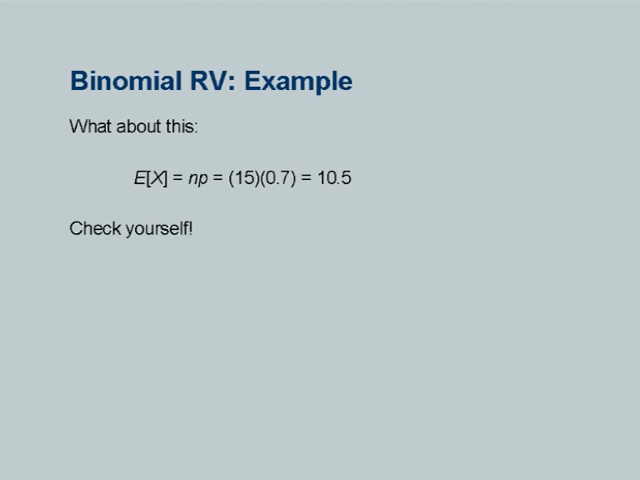 Binomial RV: Example
What about this:
E[X] = np = (15)(0.7) = 10.5
Check yourself!